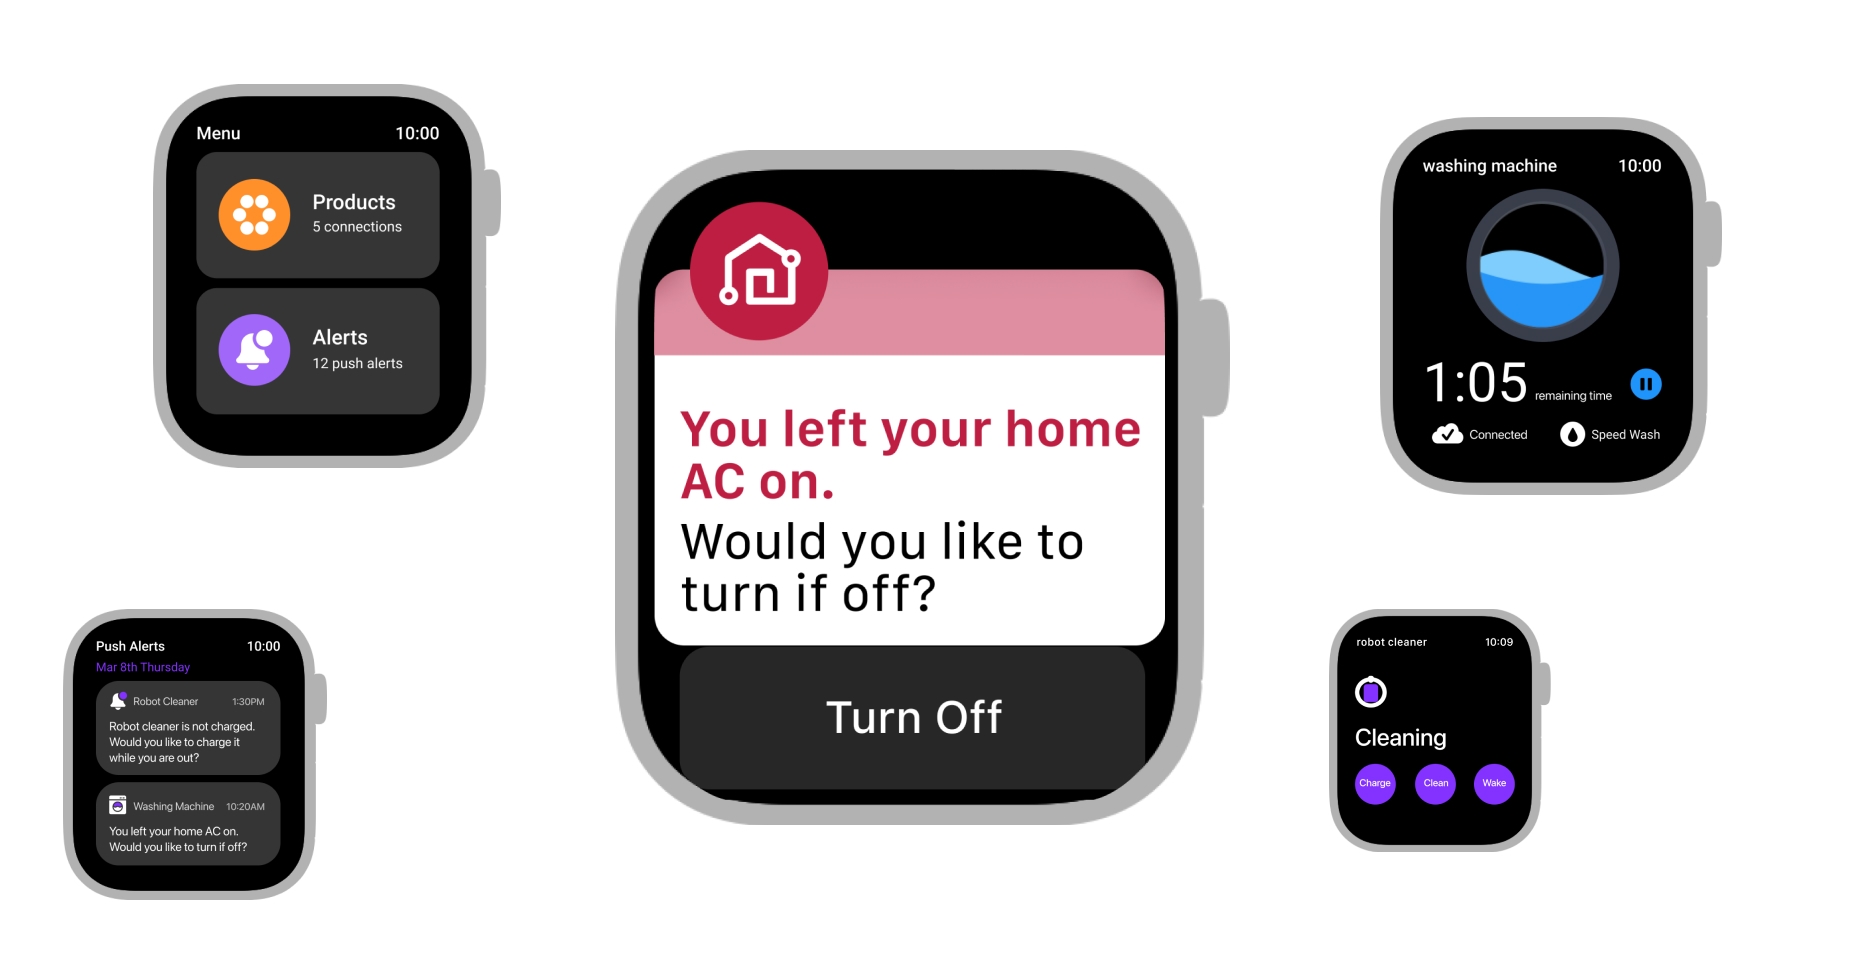 Menu 10:00
Products
5 connections
Alerts
12 push alerts
You left your home
AC on.
Would you like to
turn if off?
Turn Off
washing machine 10:00
1:05 remaining time
Connected Speed Wash
Push Alerts 10:00
Mar 8th Thursday
Robot Cleaner 1:30PM
Robot cleaner is not charged.
Would you like to charge it
while you are out?
Washing Machine 10:20AM
You left your home AC on.
Would you like to turn if off?
robot cleaner 10:09
Cleaning
Charge Clean Wake